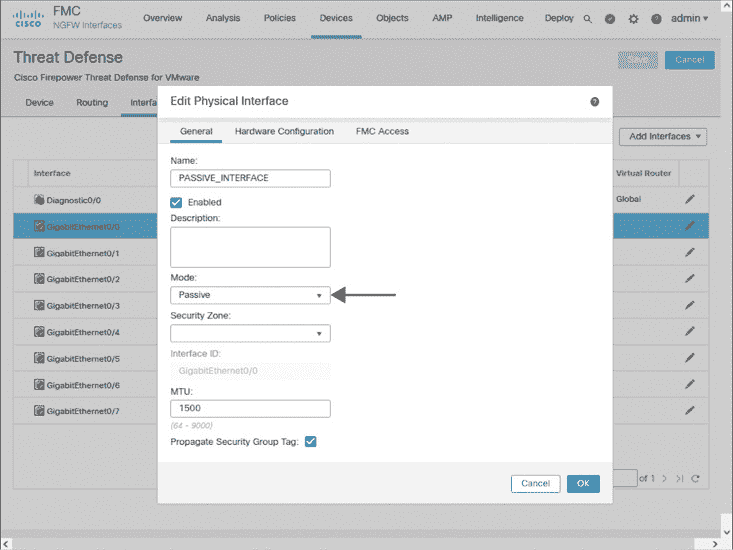 CISCO
FMC
NGFW Interfaces
Overview
Analysis
Policies
Devices
Objects
AMP
Intelligence
Deploy
admin
Threat Defense
Save
Cancel
Cisco Firepower Threat Defense for VMware
Device
Routing
Interfa
Edit Physical Interface
General
Hardware Configuration
FMC Access
Add Interfaces
Interface
Virtual Router
Name:
PASSIVE_INTERFACE
Diagnostic0/0
Global
Enabled
GigabitEthernet0/0
Description:
GigabitEthernet0/1
GigabitEthernet0/2
Mode:
Passive
GigabitEthernet0/3
Security Zone:
GigabitEthernet0/4
Interface ID:
GigabitEthernet0/5
GigabitEthernet0/0
GigabitEthernet0/6
MTU:
1500
GigabitEthernet0/7
(64 - 9000)
Propagate Security Group Tag:
of 1
Cancel
OK